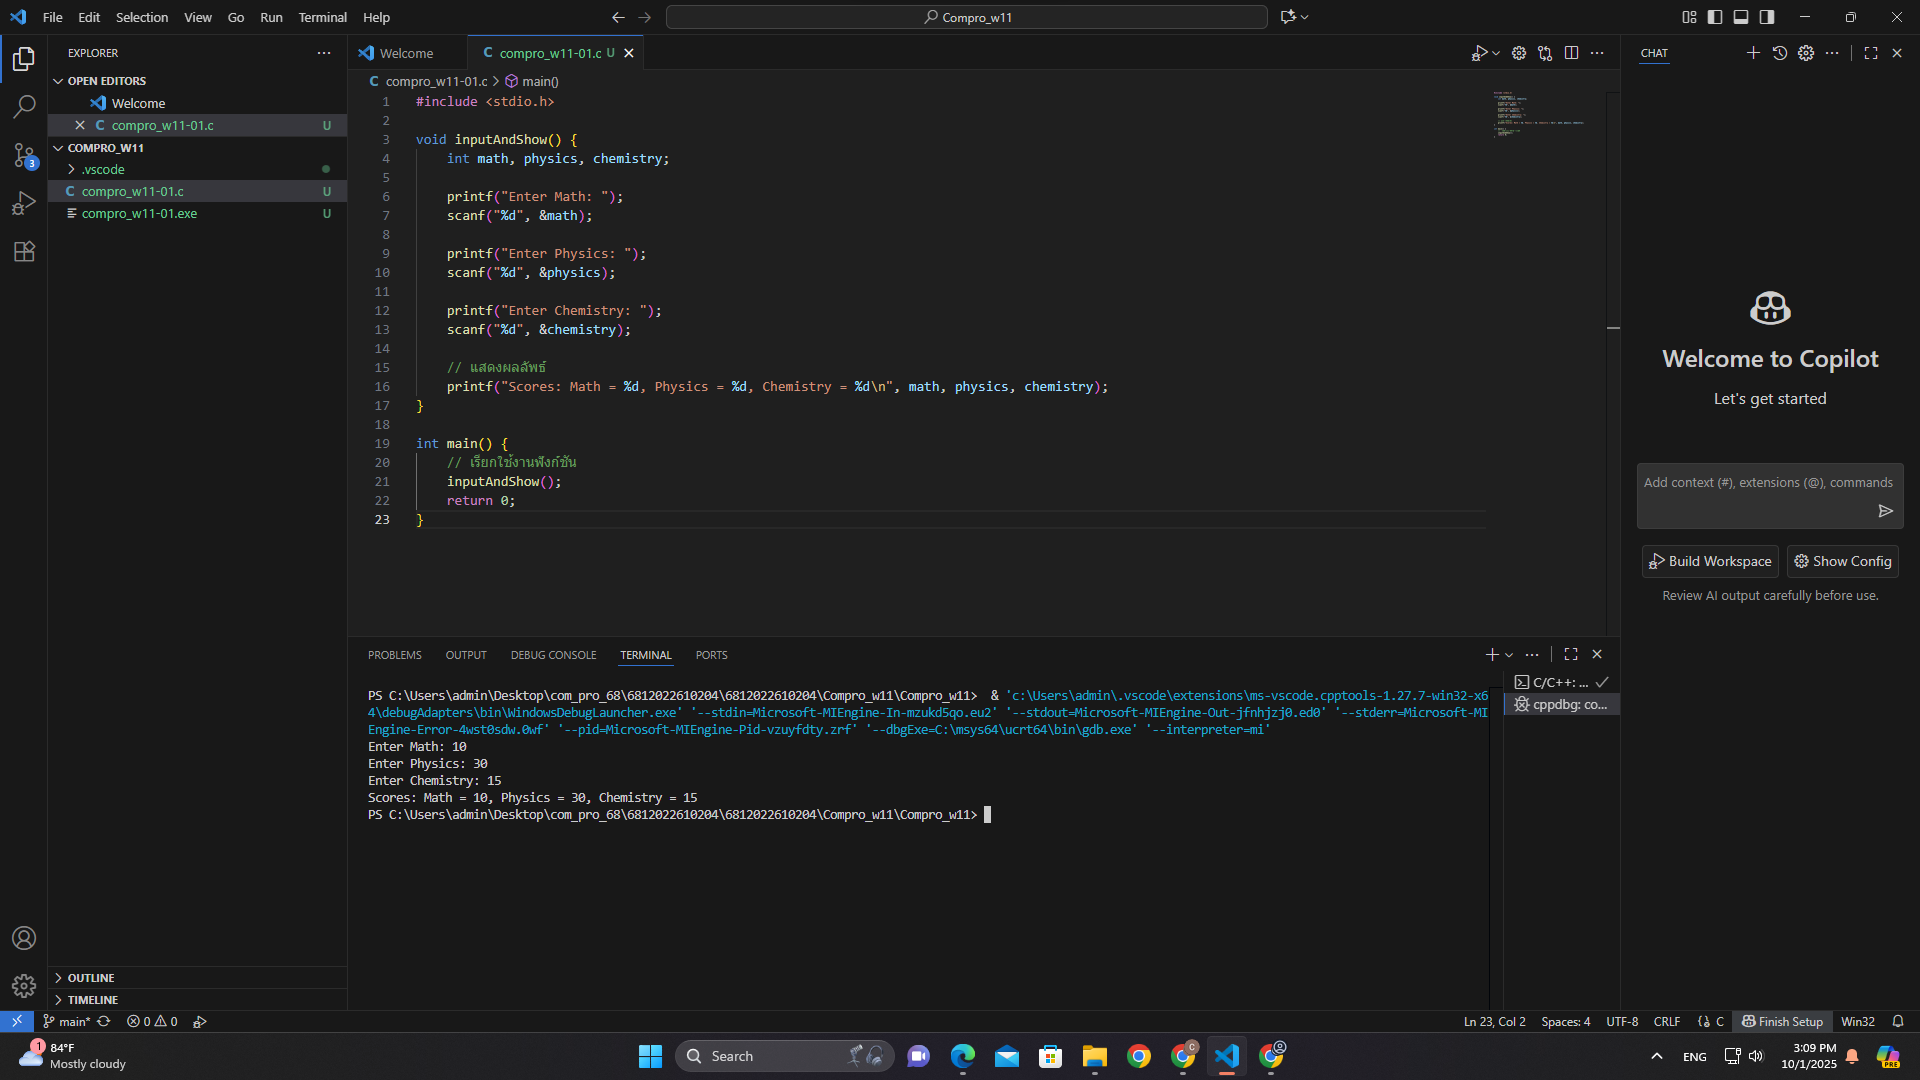 File Edit Selection View Go Run Terminal Help
Compro_w11
EXPLORER
OPEN EDITORS
Welcome
compro_w11-01.c U
COMPRO_W11
.vscode
C compro_w11-01.c U
compro_w11-01.exe U
3
Welcome
C compro_w11-01.c U
C compro_w11-01.c > main()
1 #include <stdio.h>
2
3 void inputAndShow() {
4 int math, physics, chemistry;
5
6 printf("Enter Math: ");
7 scanf("%d", &math);
8
9 printf("Enter Physics: ");
10 scanf("%d", &physics);
11
12 printf("Enter Chemistry: ");
13 scanf("%d", &chemistry);
14
15 // แสดงผลลัพธ์
16 printf("Scores: Math = %d, Physics = %d, Chemistry = %d\n", math, physics, chemistry);
17 }
18
19 int main() {
20 // เรียกใช้งานฟังก์ชัน
21 inputAndShow();
22 return 0;
23 }
CHAT
Welcome to Copilot
Let's get started
Add context (#), extensions (@), commands
Build Workspace Show Config
Review AI output carefully before use.
PROBLEMS OUTPUT DEBUG CONSOLE TERMINAL PORTS
PS C:\Users\admin\Desktop\com_pro_68\6812022610204\6812022610204\Compro_w11\Compro_w11> & 'c:\Users\admin\.vscode\extensions\ms-vscode.cpptools-1.27.7-win32-x6
4\debugAdapters\bin\WindowsDebugLauncher.exe' '--stdin=Microsoft-MIEngine-In-mzukd5qo.eu2' '--stdout=Microsoft-MIEngine-Out-jfnhjzj0.ed0' '--stderr=Microsoft-MI
Engine-Error-4wst0sdw.0wf' '--pid=Microsoft-MIEngine-Pid-vzuyfdty.zrf' '--dbgExe=C:\msys64\ucrt64\bin\gdb.exe' '--interpreter=mi'
Enter Math: 10
Enter Physics: 30
Enter Chemistry: 15
Scores: Math = 10, Physics = 30, Chemistry = 15
PS C:\Users\admin\Desktop\com_pro_68\6812022610204\6812022610204\Compro_w11\Compro_w11>
C/C++: ...
cppdbg: co...
OUTLINE
TIMELINE
main* 0 0
Ln 23, Col 2 Spaces: 4 UTF-8 CRLF C Finish Setup Win32
1
84°F
Mostly cloudy
Search
C
ENG
3:09 PM
10/1/2025
PRE